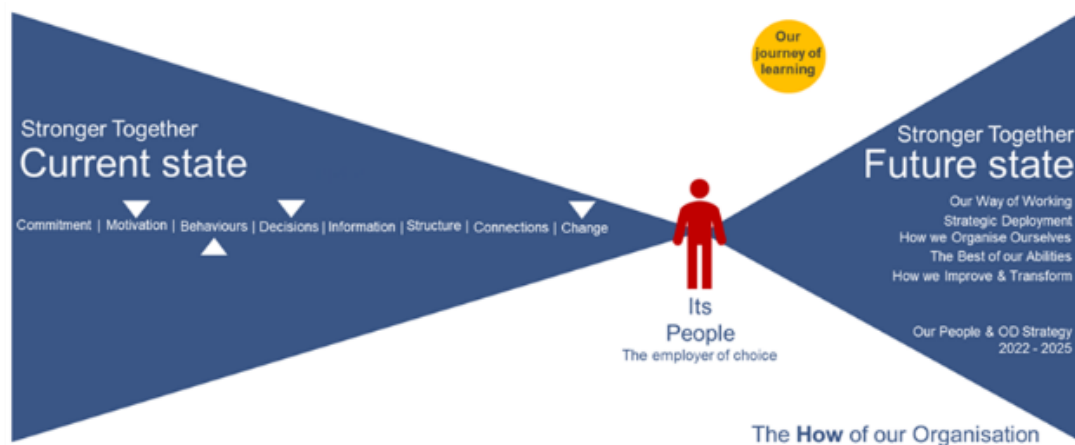 Our
journey of
learning
Stronger Together
Current state
Commitment | Motivation | Behaviours | Decisions | Information | Structure | Connections | Change
Its
People
The employer of choice
Stronger Together
Future state
Our Way of Working
Strategic Deployment
How we Organise Ourselves
The Best of our Abilities
How we Improve & Transform
Our People & OD Strategy
2022 - 2025
The How of our Organisation